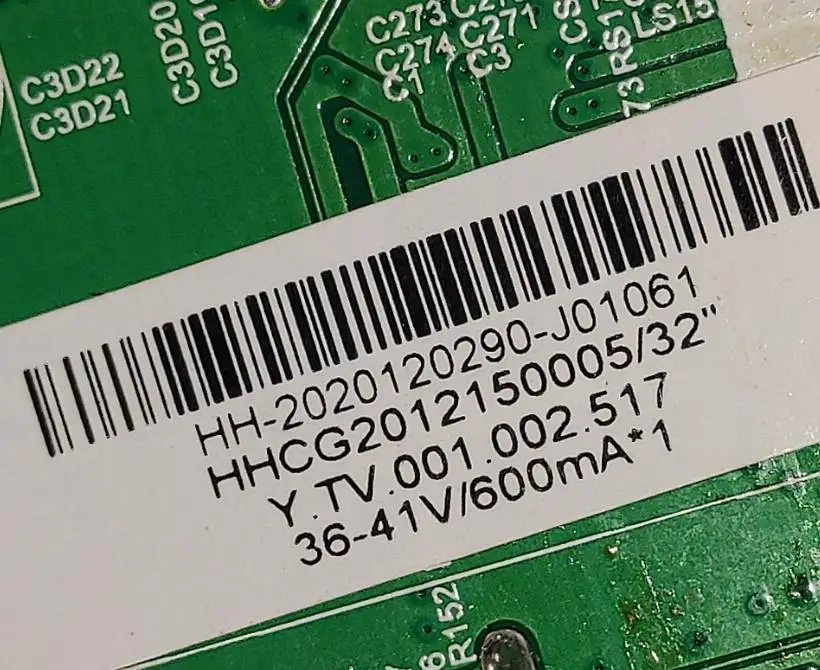 C3D22
C3D21
C3D20
C273
C274
C271
C1
C3
LS15
HH-2020120290-J01061
HHCG2012150005/32"
Y.TV.001.002.517
36-41V/600mA*1
R152